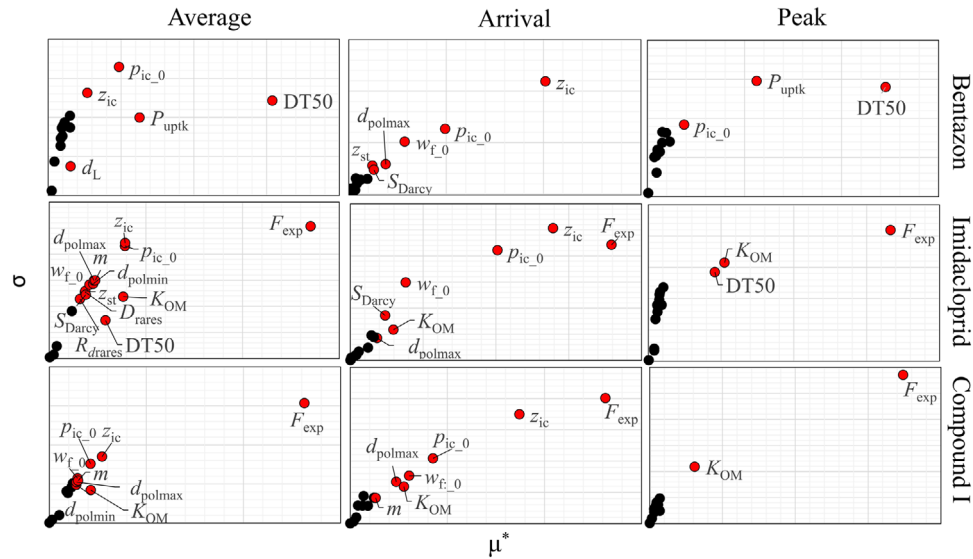 Average Arrival Peak
p_ic_0
z_ic
DT50
P_uptk
d_L
z_ic
d_polmax
p_ic_0
w_f_0
z_st
S_Darcy
P_uptk
DT50
p_ic_0
Bentazon
z_ic
F_exp
d_polmax
m
p_ic_0
w_f_0
d_polmin
z_st
K_OM
D_rares
S_Darcy
R_drares
DT50
z_ic
F_exp
p_ic_0
w_f_0
S_Darcy
K_OM
d_polmax
F_exp
K_OM
DT50
Imidacloprid
σ
F_exp
p_ic_0
z_ic
w_f_0
m
d_polmax
d_polmin
K_OM
F_exp
z_ic
p_ic_0
d_polmax
w_f_0
K_OM
m
F_exp
K_OM
Compound I
μ*